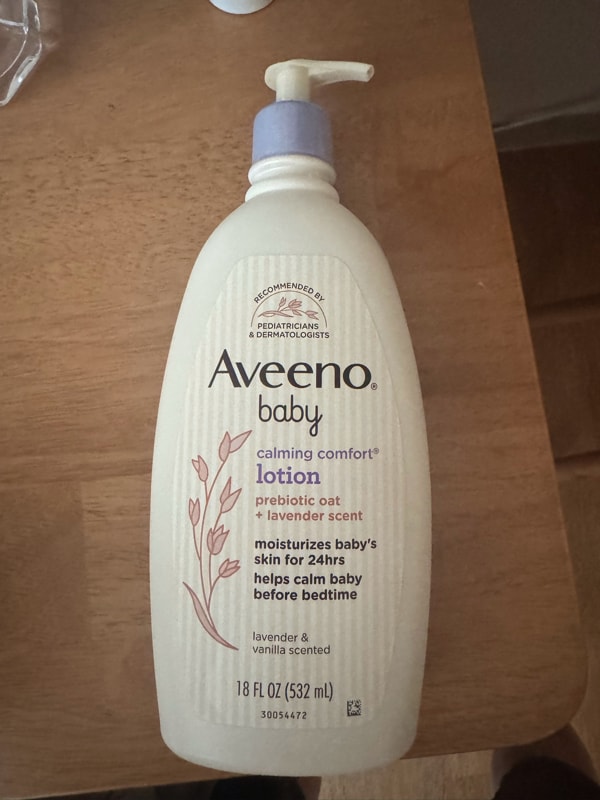 RECOMMENDED BY
PEDIATRICIANS
& DERMATOLOGISTS
Aveeno®
baby
calming comfort®
lotion
prebiotic oat
+ lavender scent
moisturizes baby's
skin for 24hrs
helps calm baby
before bedtime
lavender &
vanilla scented
18 FL OZ (532 mL)
30054472